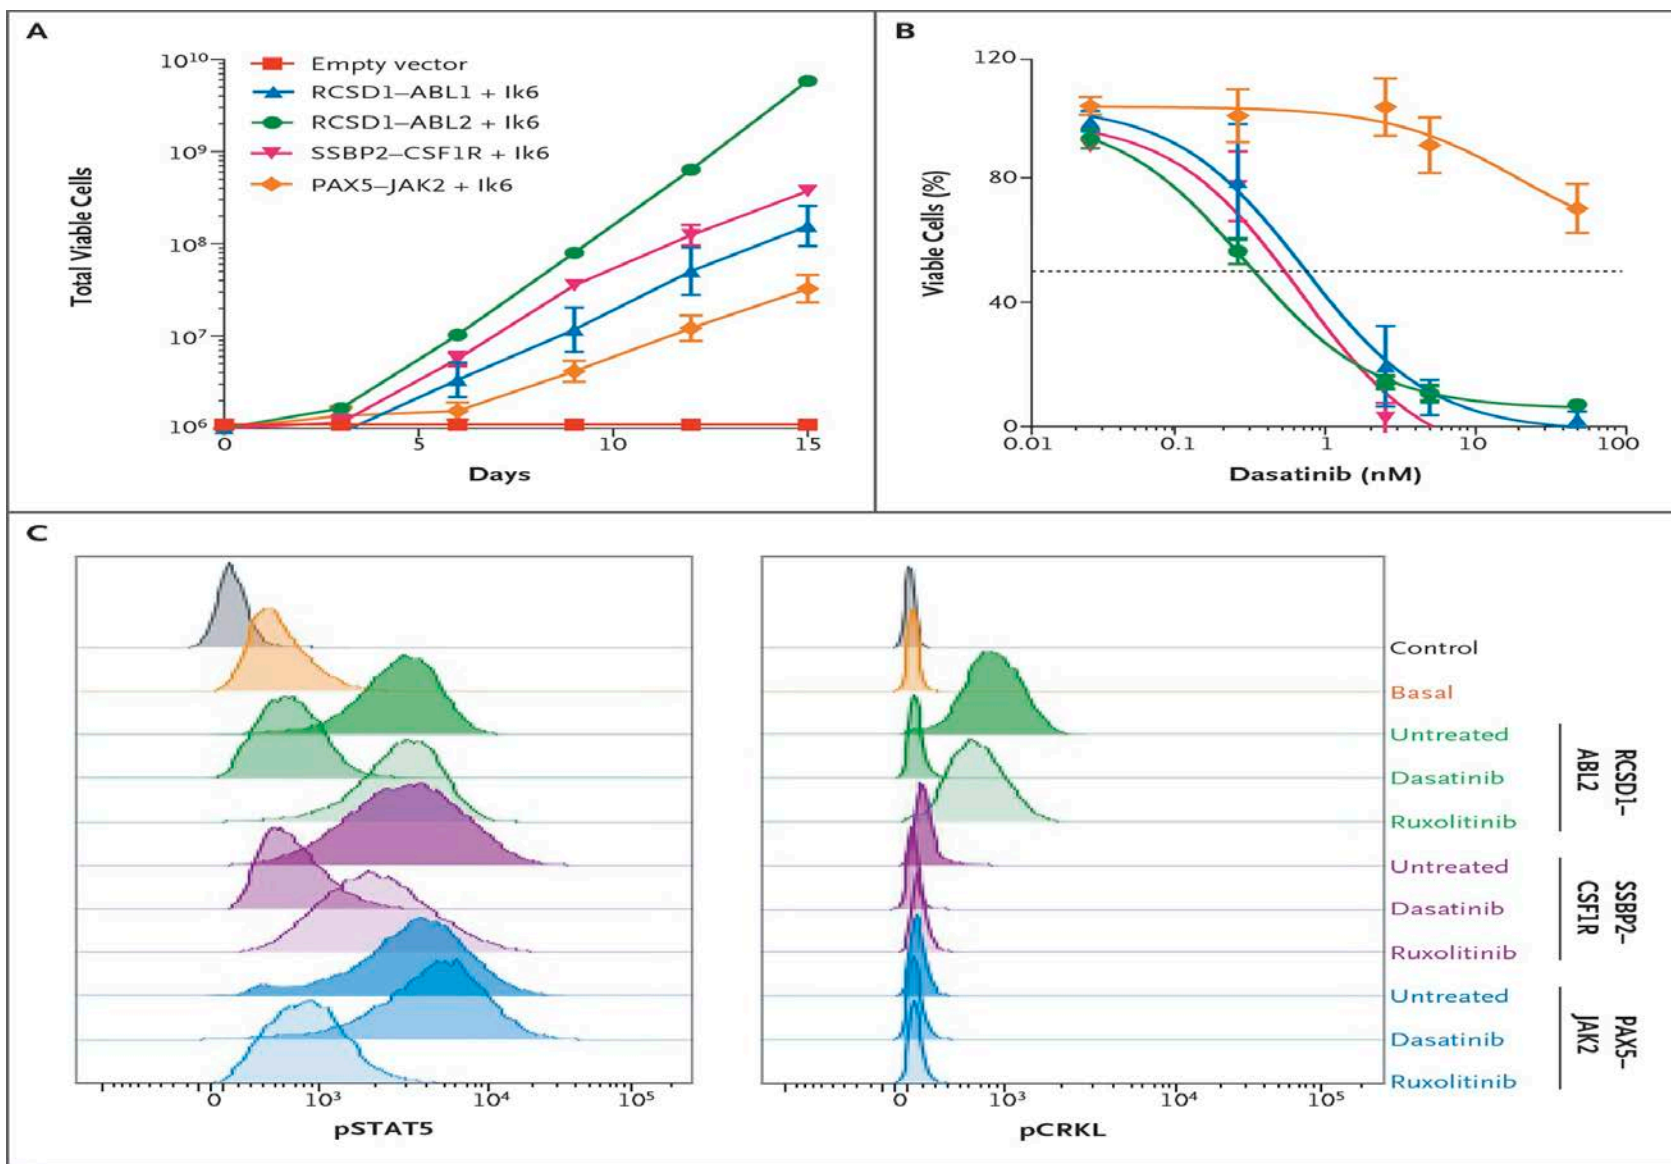 A
10¹⁰
10⁹
10⁸
10⁷
10⁶
Total Viable Cells
Empty vector
RCSD1–ABL1 + Ik6
RCSD1–ABL2 + Ik6
SSBP2–CSF1R + Ik6
PAX5–JAK2 + Ik6
0 5 10 15
Days
B
120
80
40
0
Viable Cells (%)
0.01 0.1 1 10 100
Dasatinib (nM)
C
Control
Basal
Untreated
Dasatinib
Ruxolitinib
RCSD1–
ABL2
Untreated
Dasatinib
Ruxolitinib
SSBP2–
CSF1R
Untreated
Dasatinib
Ruxolitinib
PAX5–
JAK2
0 10³ 10⁴ 10⁵
pSTAT5
0 10³ 10⁴ 10⁵
pCRKL